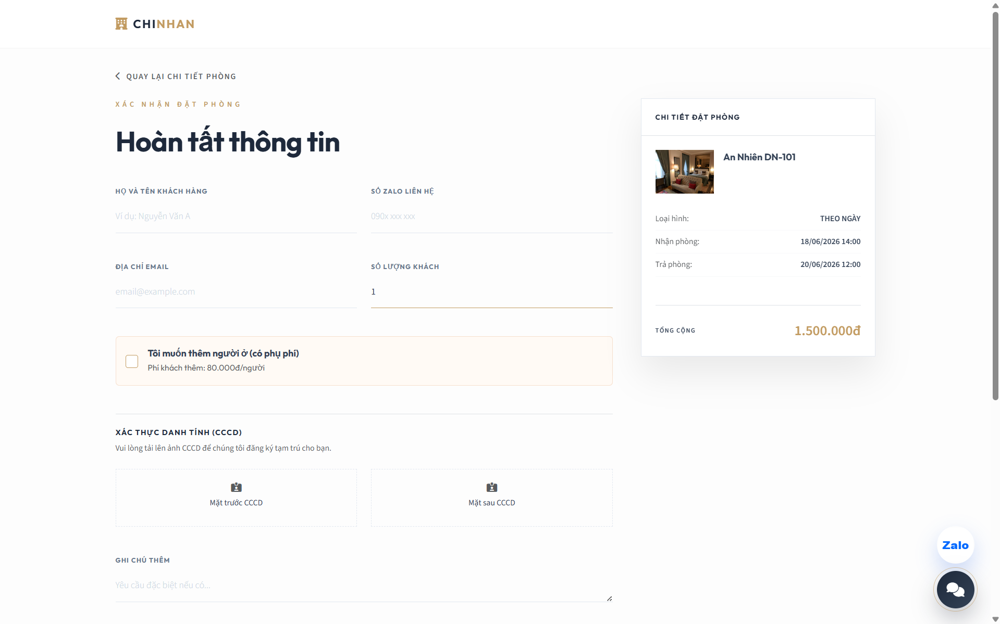 CHINHAN
QUAY LẠI CHI TIẾT PHÒNG
XÁC NHẬN ĐẶT PHÒNG
Hoàn tất thông tin
HỌ VÀ TÊN KHÁCH HÀNG
Ví dụ: Nguyễn Văn A
SỐ ZALO LIÊN HỆ
090x xxx xxx
ĐỊA CHỈ EMAIL
email@example.com
SỐ LƯỢNG KHÁCH
1
Tôi muốn thêm người ở (có phụ phí)
Phí khách thêm: 80.000đ/người
XÁC THỰC DANH TÍNH (CCCD)
Vui lòng tải lên ảnh CCCD để chúng tôi đăng ký tạm trú cho bạn.
Mặt trước CCCD
Mặt sau CCCD
GHI CHÚ THÊM
Yêu cầu đặc biệt nếu có...
CHI TIẾT ĐẶT PHÒNG
An Nhiên DN-101
Loại hình: THEO NGÀY
Nhận phòng: 18/06/2026 14:00
Trả phòng: 20/06/2026 12:00
TỔNG CỘNG 1.500.000đ
Zalo